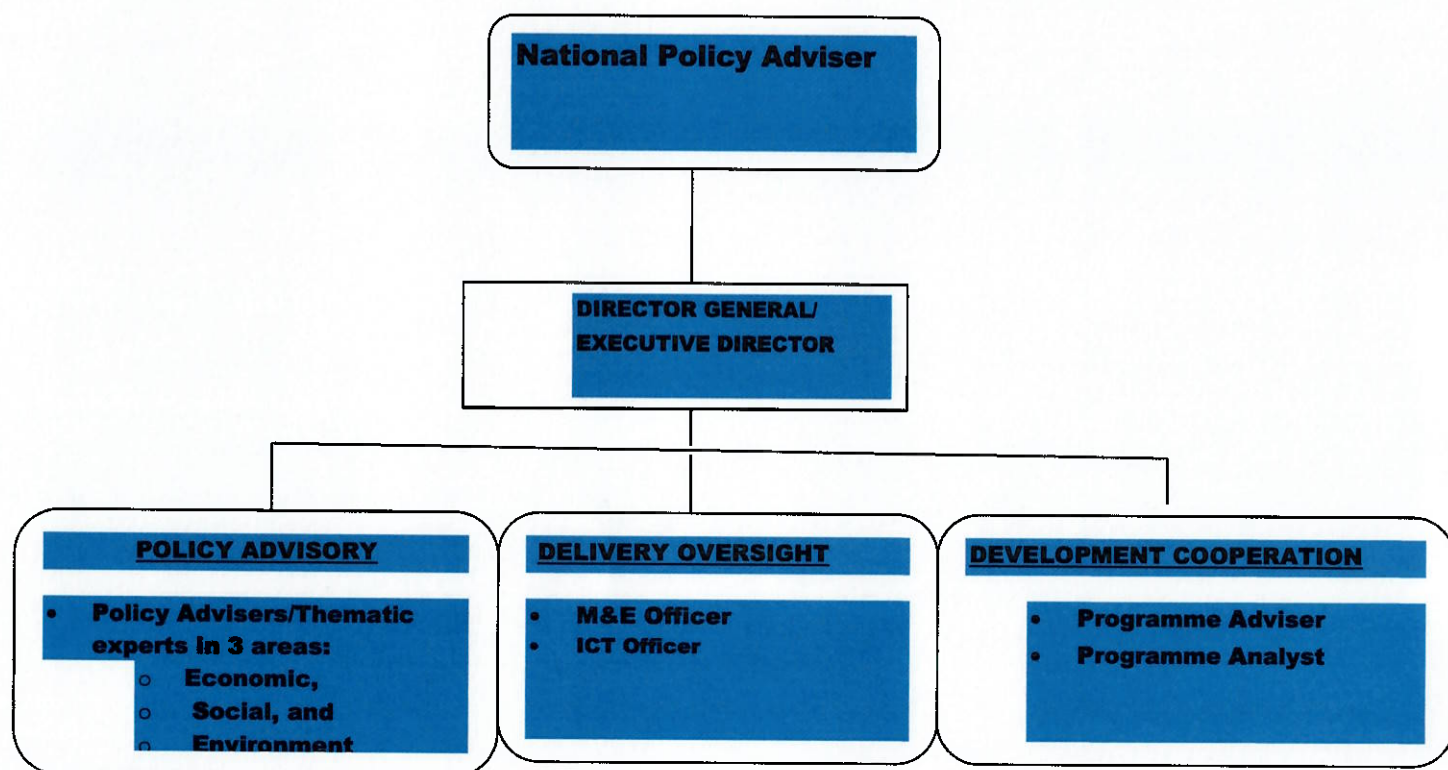 National Policy Adviser
DIRECTOR GENERAL/
EXECUTIVE DIRECTOR
POLICY ADVISORY
• Policy Advisers/Thematic
experts in 3 areas:
o Economic,
o Social, and
o Environment
DELIVERY OVERSIGHT
• M&E Officer
• ICT Officer
DEVELOPMENT COOPERATION
• Programme Adviser
• Programme Analyst